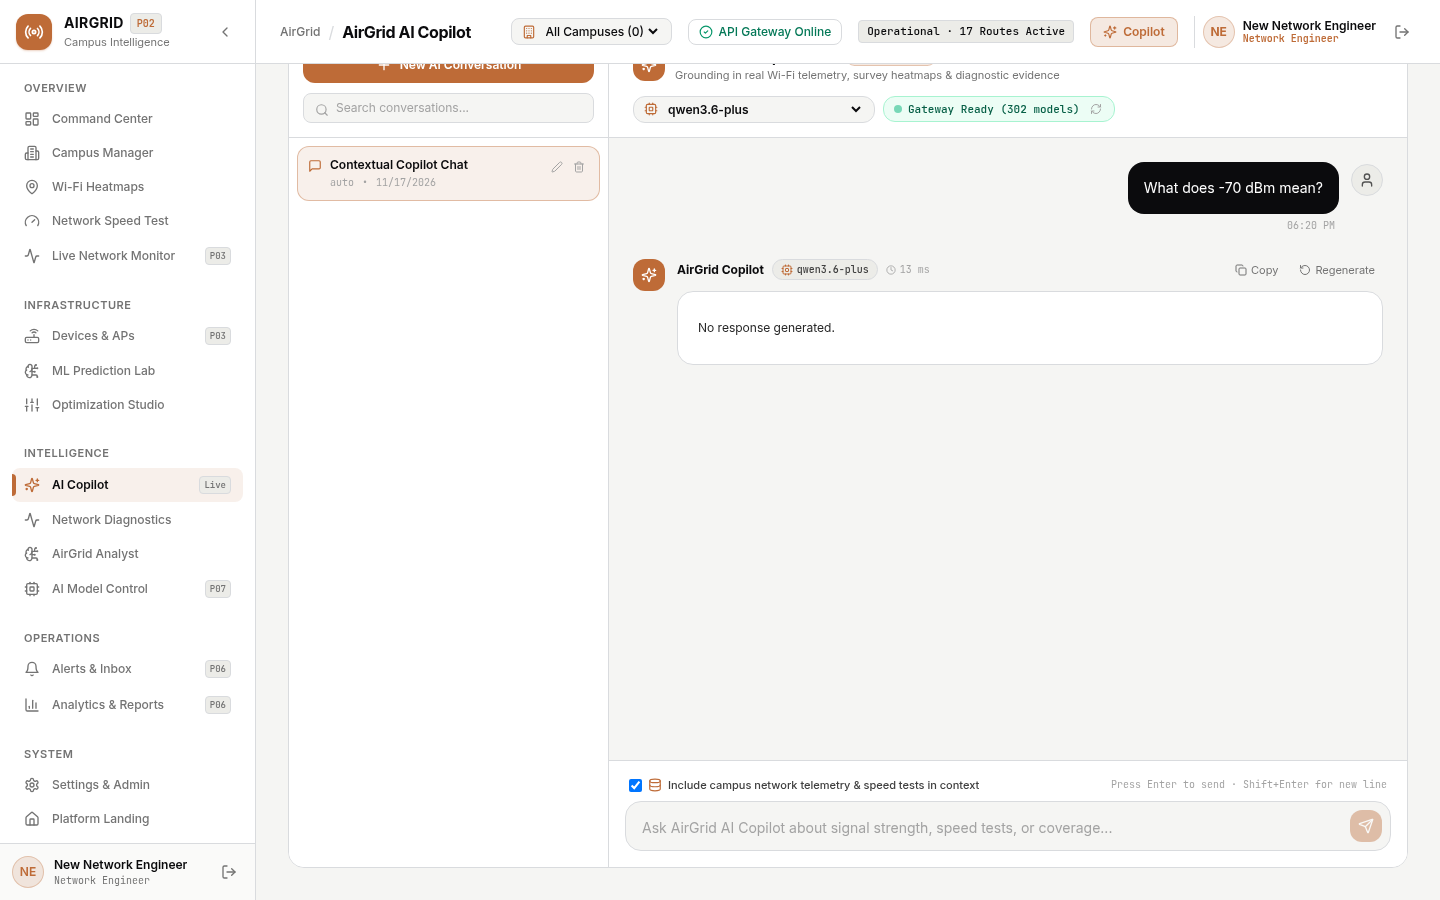 AIRGRID P02
Campus Intelligence
AirGrid / AirGrid AI Copilot
All Campuses (0)
API Gateway Online
Operational · 17 Routes Active
Copilot
NE
New Network Engineer
Network Engineer
OVERVIEW
Command Center
Campus Manager
Wi-Fi Heatmaps
Network Speed Test
Live Network Monitor P03
INFRASTRUCTURE
Devices & APs P03
ML Prediction Lab
Optimization Studio
INTELLIGENCE
AI Copilot Live
Network Diagnostics
AirGrid Analyst
AI Model Control P07
OPERATIONS
Alerts & Inbox P06
Analytics & Reports P06
SYSTEM
Settings & Admin
Platform Landing
NE
New Network Engineer
Network Engineer
New AI Conversation
Search conversations...
Contextual Copilot Chat
auto • 11/17/2026
Grounding in real Wi-Fi telemetry, survey heatmaps & diagnostic evidence
qwen3.6-plus
Gateway Ready (302 models)
What does -70 dBm mean?
06:20 PM
AirGrid Copilot qwen3.6-plus 13 ms
Copy Regenerate
No response generated.
Include campus network telemetry & speed tests in context
Press Enter to send · Shift+Enter for new line
Ask AirGrid AI Copilot about signal strength, speed tests, or coverage...